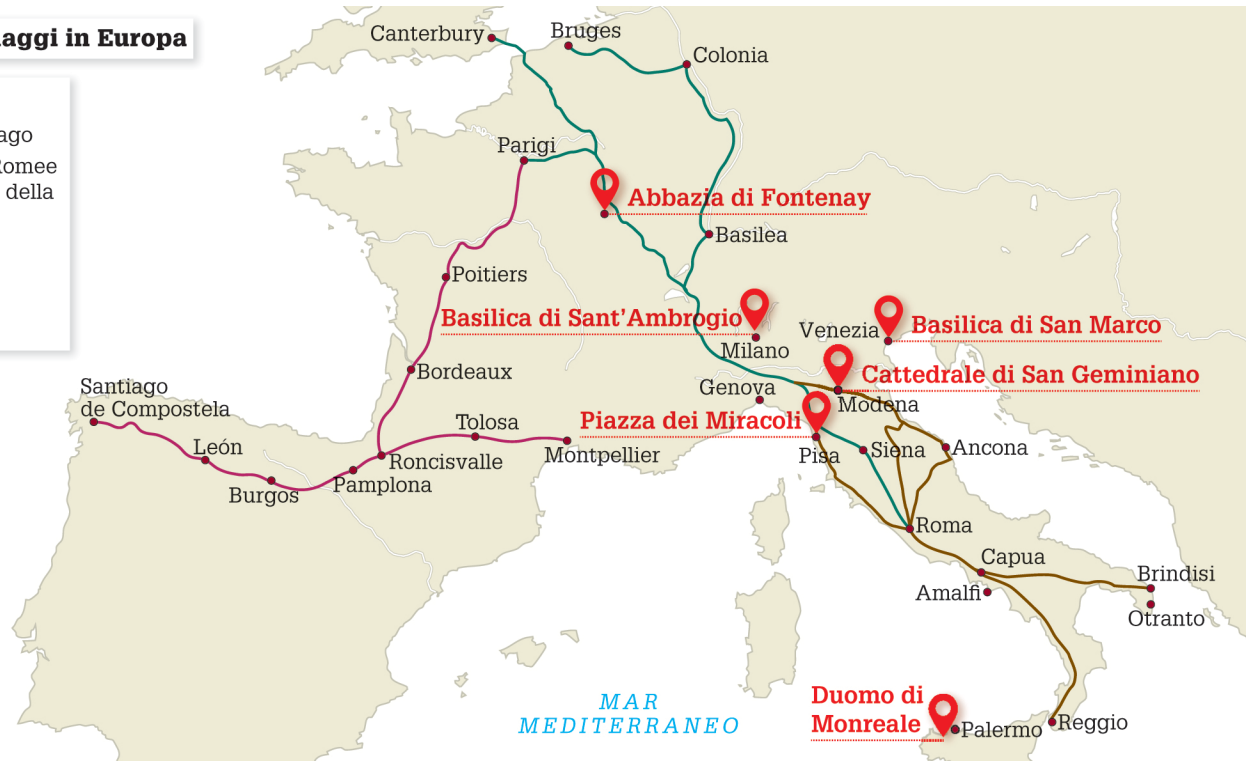 aggi in Europa
ago
Romee
della
Canterbury
Bruges
Colonia
Parigi
Abbazia di Fontenay
Basilea
Poitiers
Basilica di Sant'Ambrogio
Milano
Venezia
Basilica di San Marco
Cattedrale di San Geminiano
Modena
Genova
Bordeaux
Santiago
de Compostela
Piazza dei Miracoli
Pisa
Siena
Ancona
Tolosa
Montpellier
León
Roncisvalle
Burgos
Pamplona
Roma
Capua
Amalfi
Brindisi
Otranto
MAR
MEDITERRANEO
Duomo di
Monreale
Palermo
Reggio